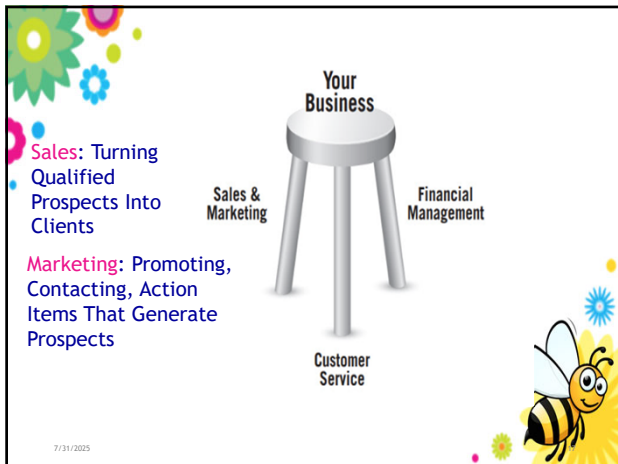 Your
Business
Sales: Turning
Qualified
Prospects Into
Clients
Sales &
Marketing
Financial
Management
Marketing: Promoting,
Contacting, Action
Items That Generate
Prospects
Customer
Service
7/31/2025